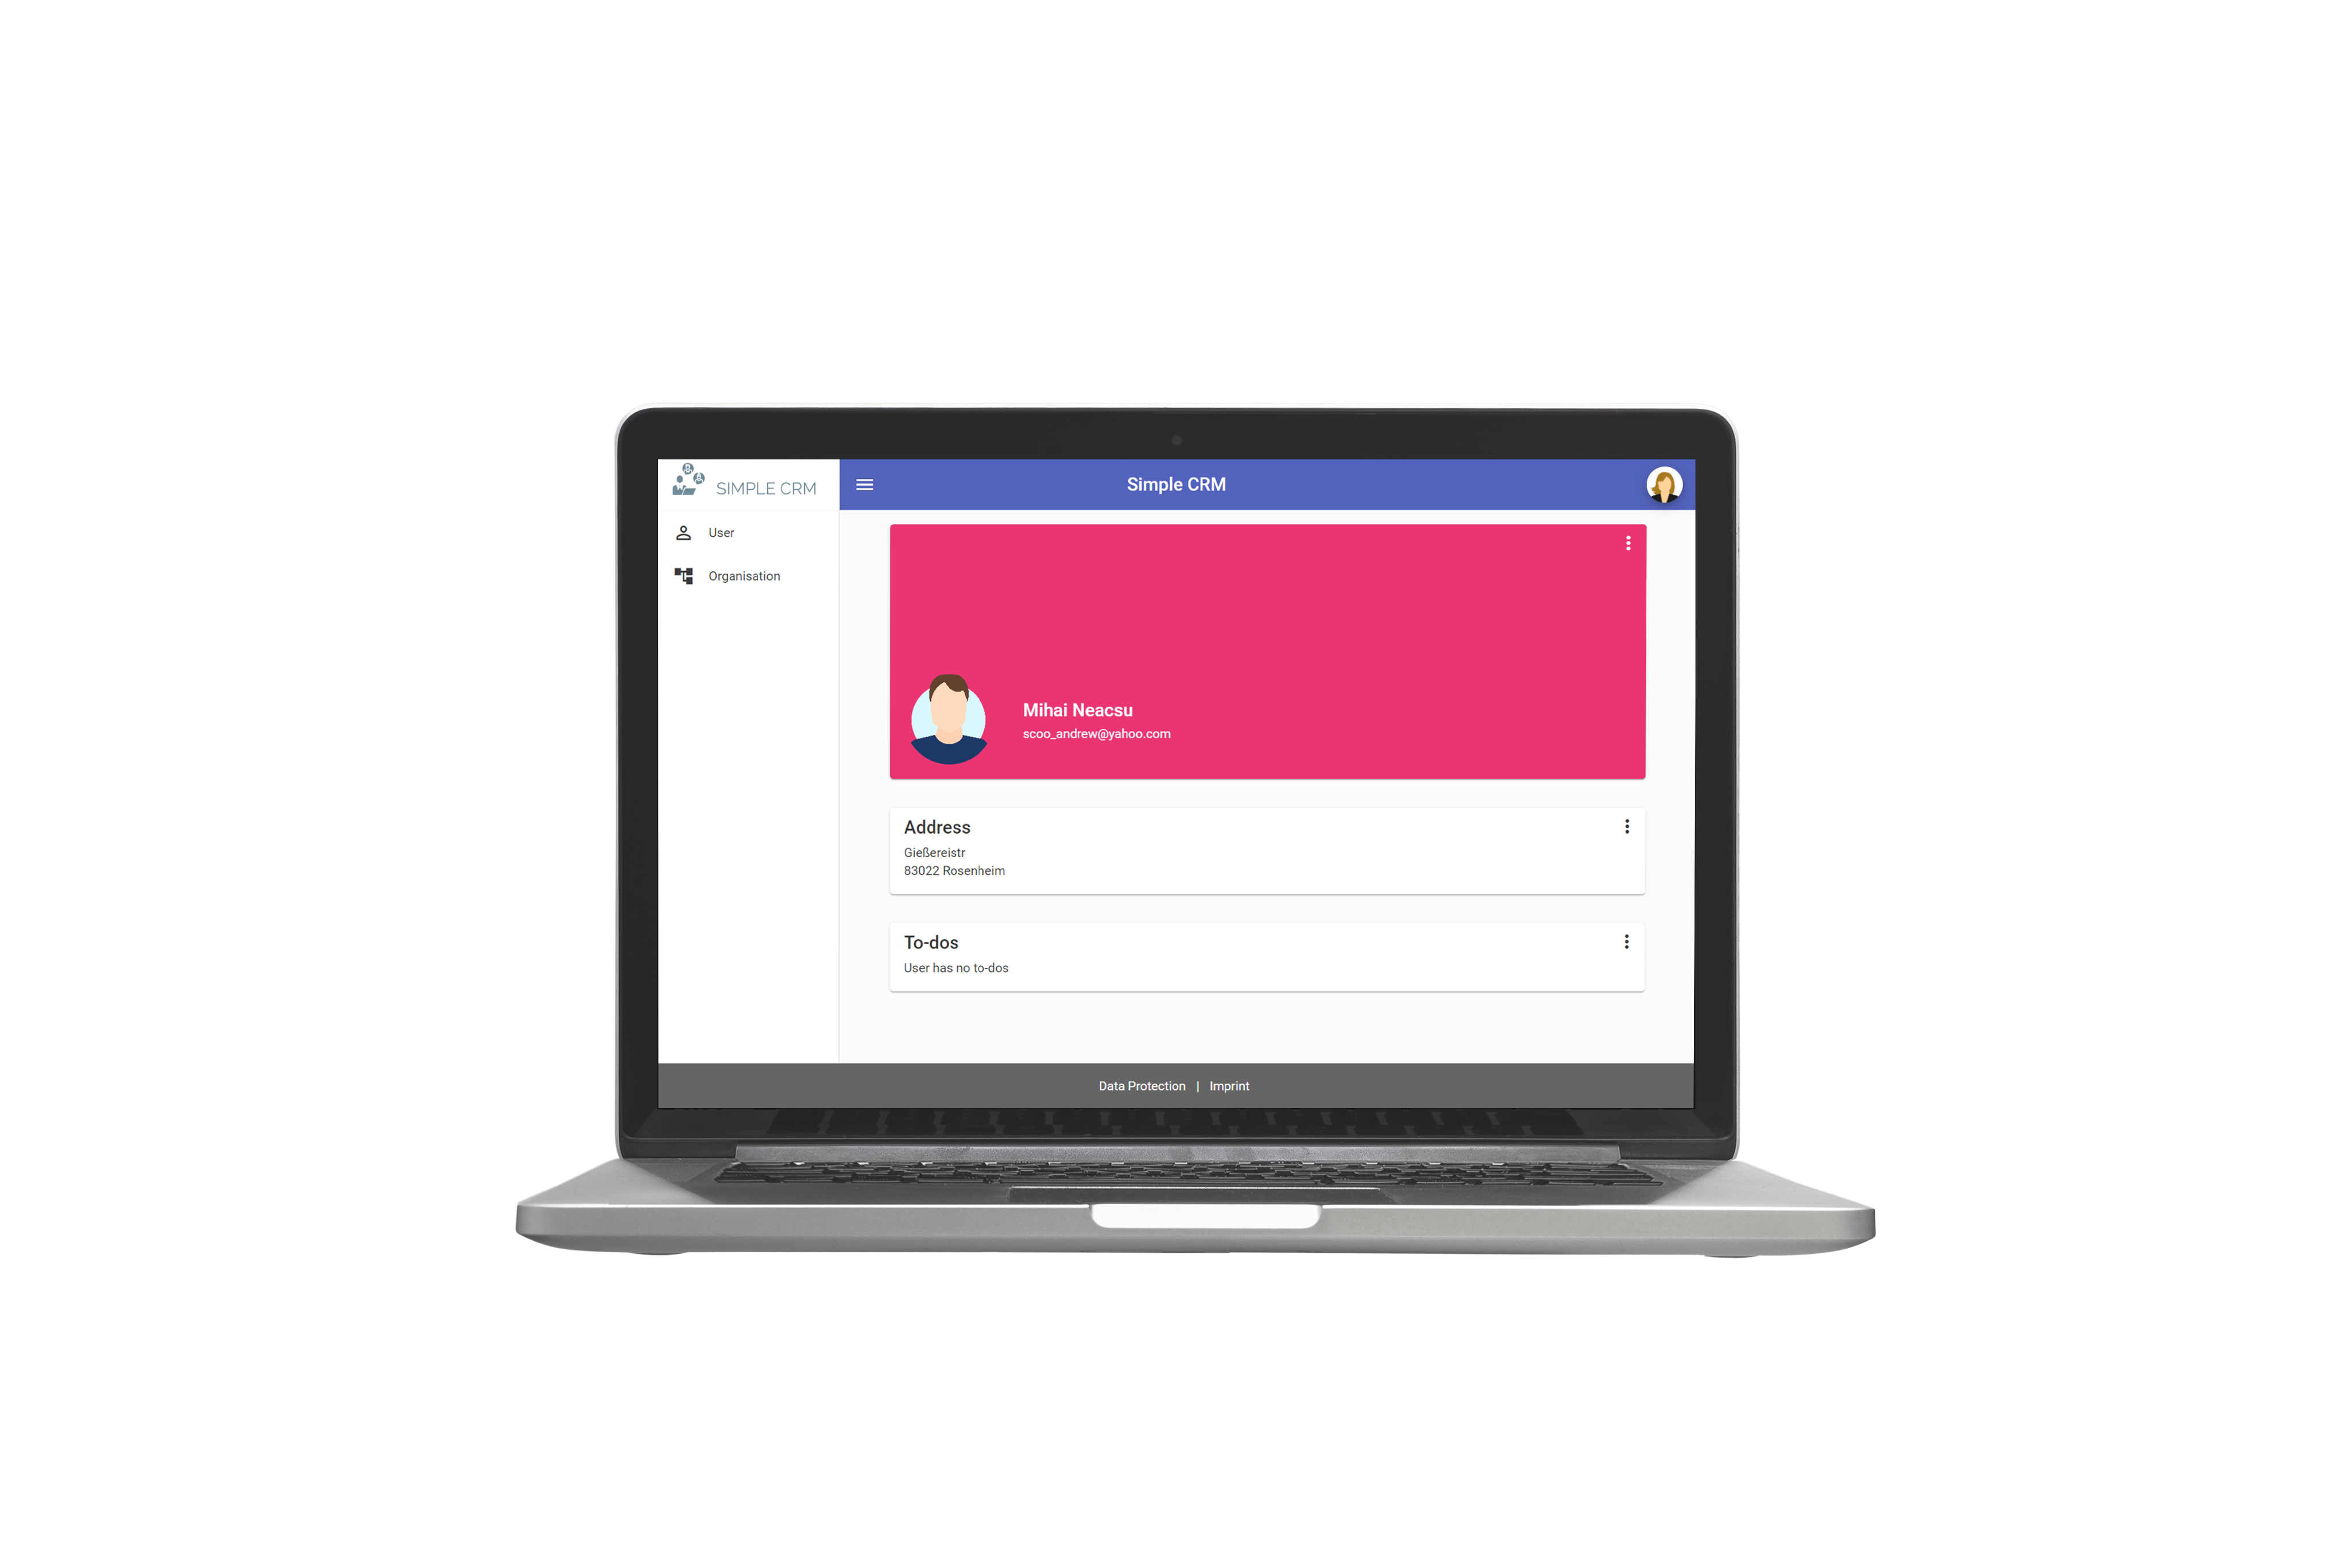 SIMPLE CRM
Simple CRM
User
Organisation
Mihai Neacsu
scoo_andrew@yahoo.com
Address
Gießereistr
83022 Rosenheim
To-dos
User has no to-dos
Data Protection | Imprint